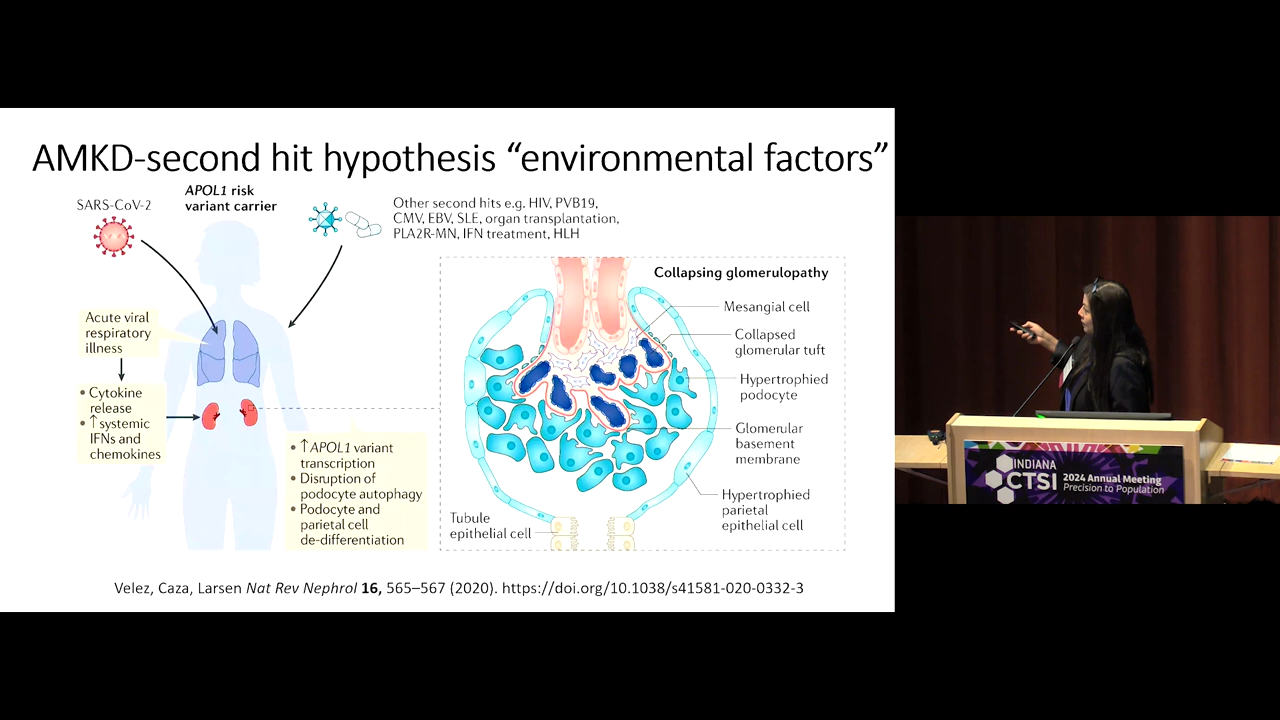 AMKD-second hit hypothesis “environmental factors”
SARS-CoV-2
APOL1 risk
variant carrier
Other second hits e.g. HIV, PVB19,
CMV, EBV, SLE, organ transplantation,
PLA2R-MN, IFN treatment, HLH
Acute viral
respiratory
illness
• Cytokine
release
• ↑systemic
IFNs and
chemokines
• ↑APOL1 variant
transcription
• Disruption of
podocyte autophagy
• Podocyte and
parietal cell
de-differentiation
Collapsing glomerulopathy
Mesangial cell
Collapsed
glomerular tuft
Hypertrophied
podocyte
Glomerular
basement
membrane
Hypertrophied
parietal
epithelial cell
Tubule
epithelial cell
Velez, Caza, Larsen Nat Rev Nephrol 16, 565–567 (2020). https://doi.org/10.1038/s41581-020-0332-3
INDIANA
CTSI
2024 Annual Meeting
Precision to Population